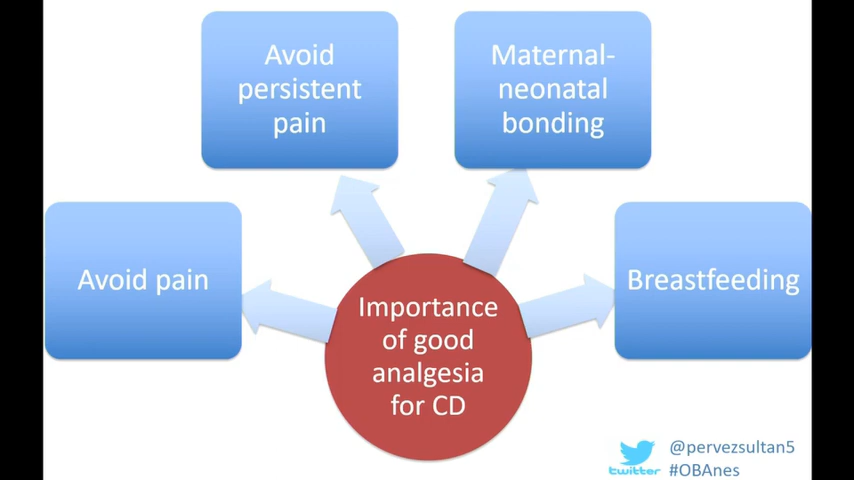 Avoid
persistent
pain
Maternal-
neonatal
bonding
Avoid pain
Breastfeeding
Importance
of good
analgesia
for CD
twitter
@pervezsultan5
#OBAnes